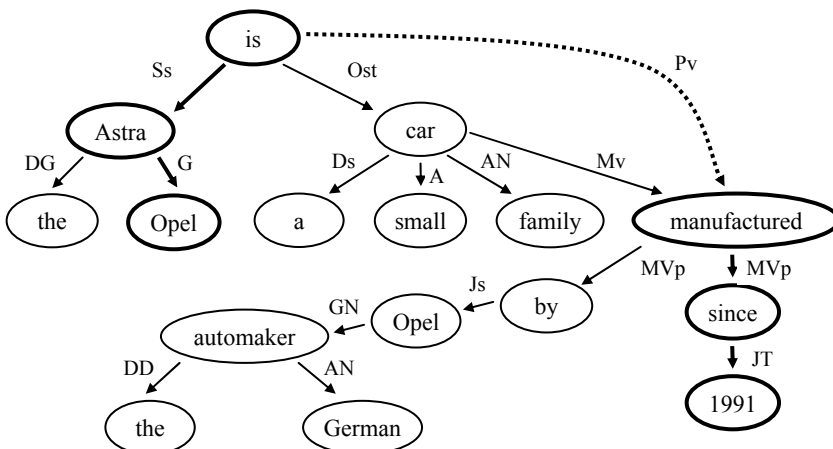 is
Ss
Ost
Pv
Astra
car
DG
G
Ds
A
AN
Mv
the
Opel
a
small
family
manufactured
MVp
MVp
Js
by
since
GN
Opel
automaker
DD
AN
JT
the
German
1991